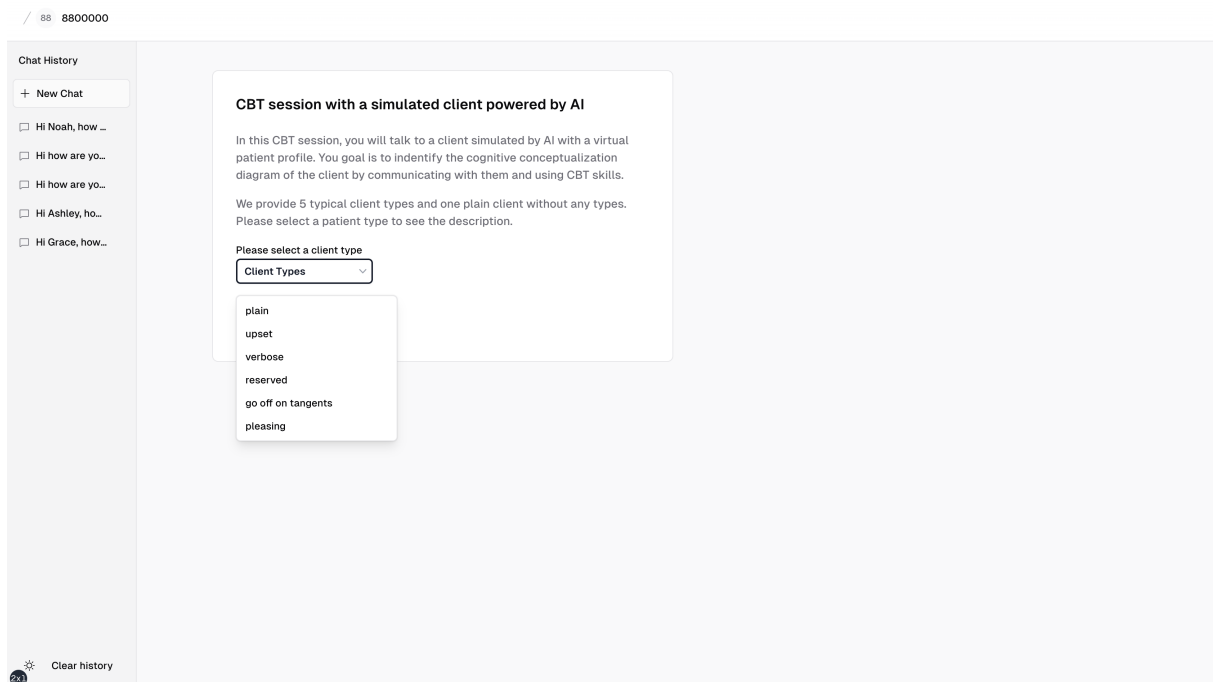 / 88 8800000
Chat History
+ New Chat
Hi Noah, how ...
Hi how are yo...
Hi how are yo...
Hi Ashley, ho...
Hi Grace, how...
Clear history
2x1
CBT session with a simulated client powered by AI
In this CBT session, you will talk to a client simulated by AI with a virtual
patient profile. You goal is to indentify the cognitive conceptualization
diagram of the client by communicating with them and using CBT skills.
We provide 5 typical client types and one plain client without any types.
Please select a patient type to see the description.
Please select a client type
Client Types
plain
upset
verbose
reserved
go off on tangents
pleasing